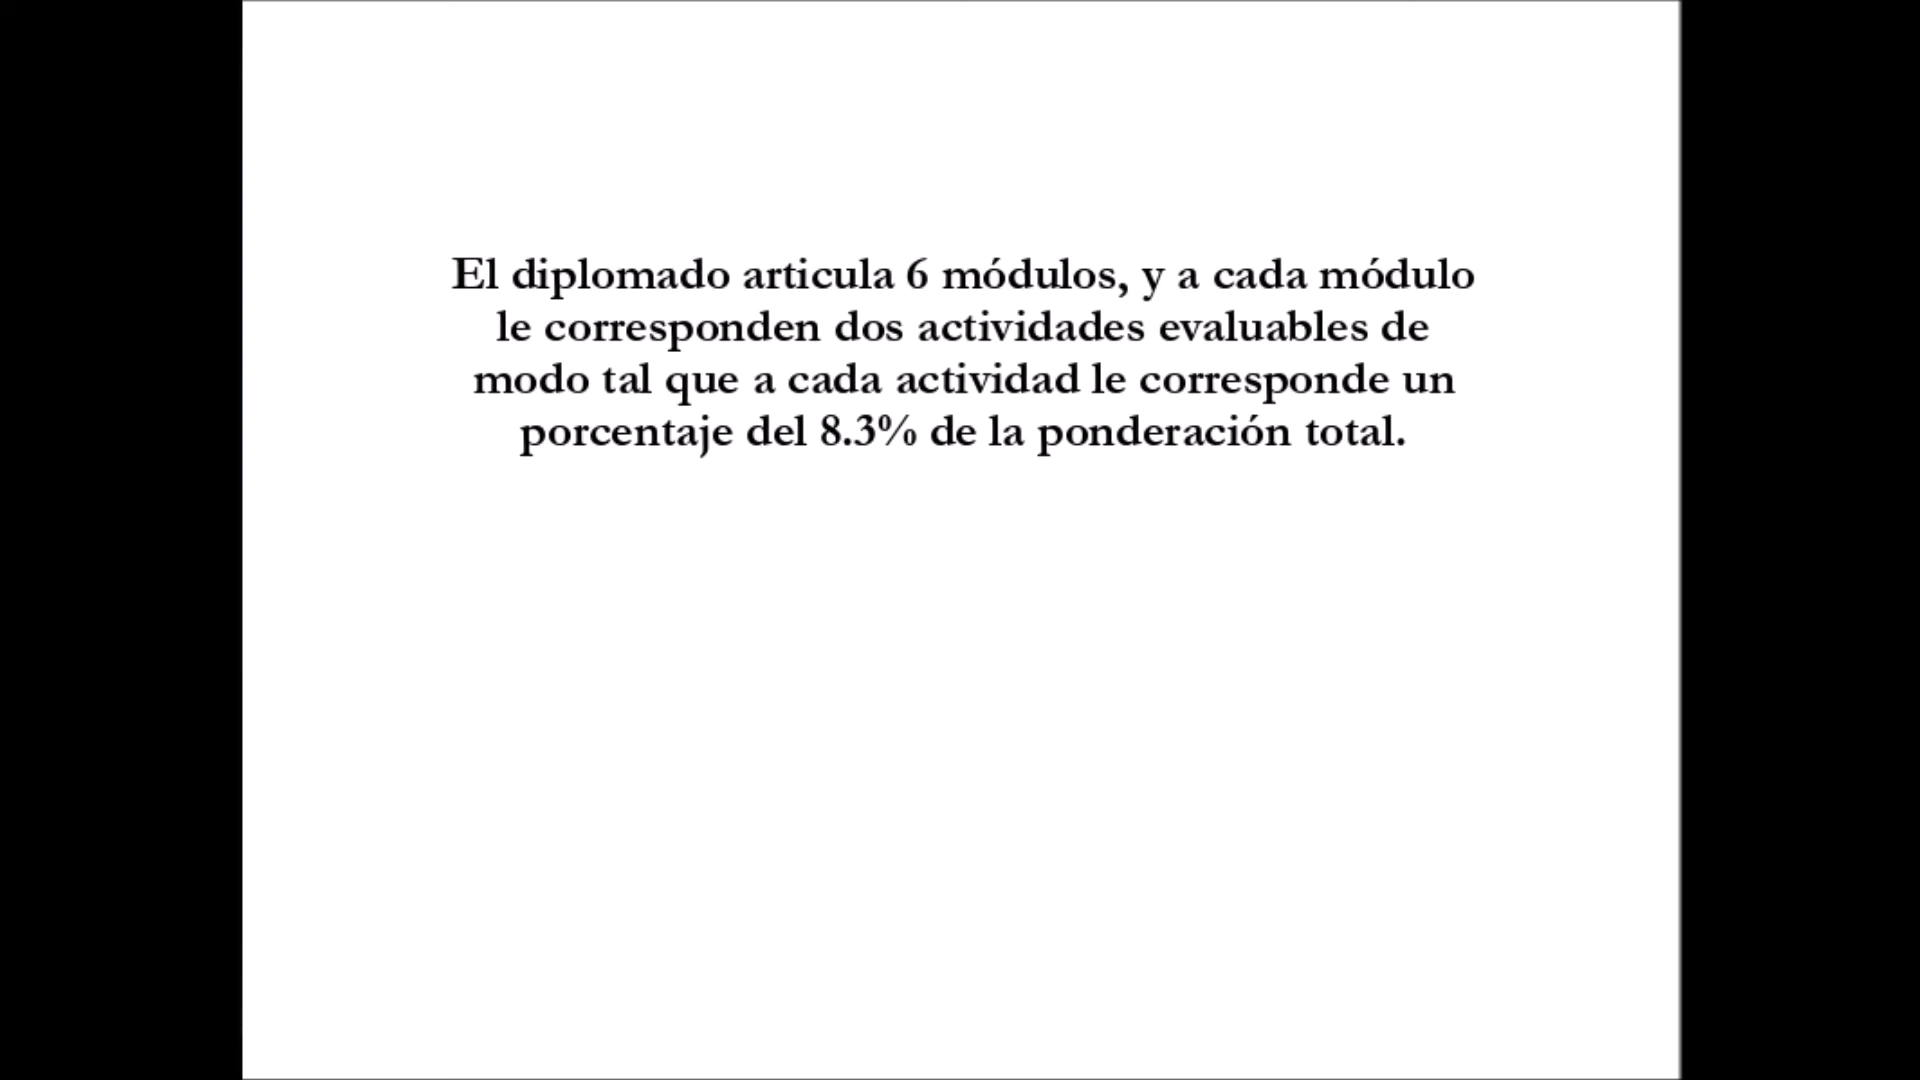 El diplomado articula 6 módulos, y a cada módulo
le corresponden dos actividades evaluables de
modo tal que a cada actividad le corresponde un
porcentaje del 8.3% de la ponderación total.